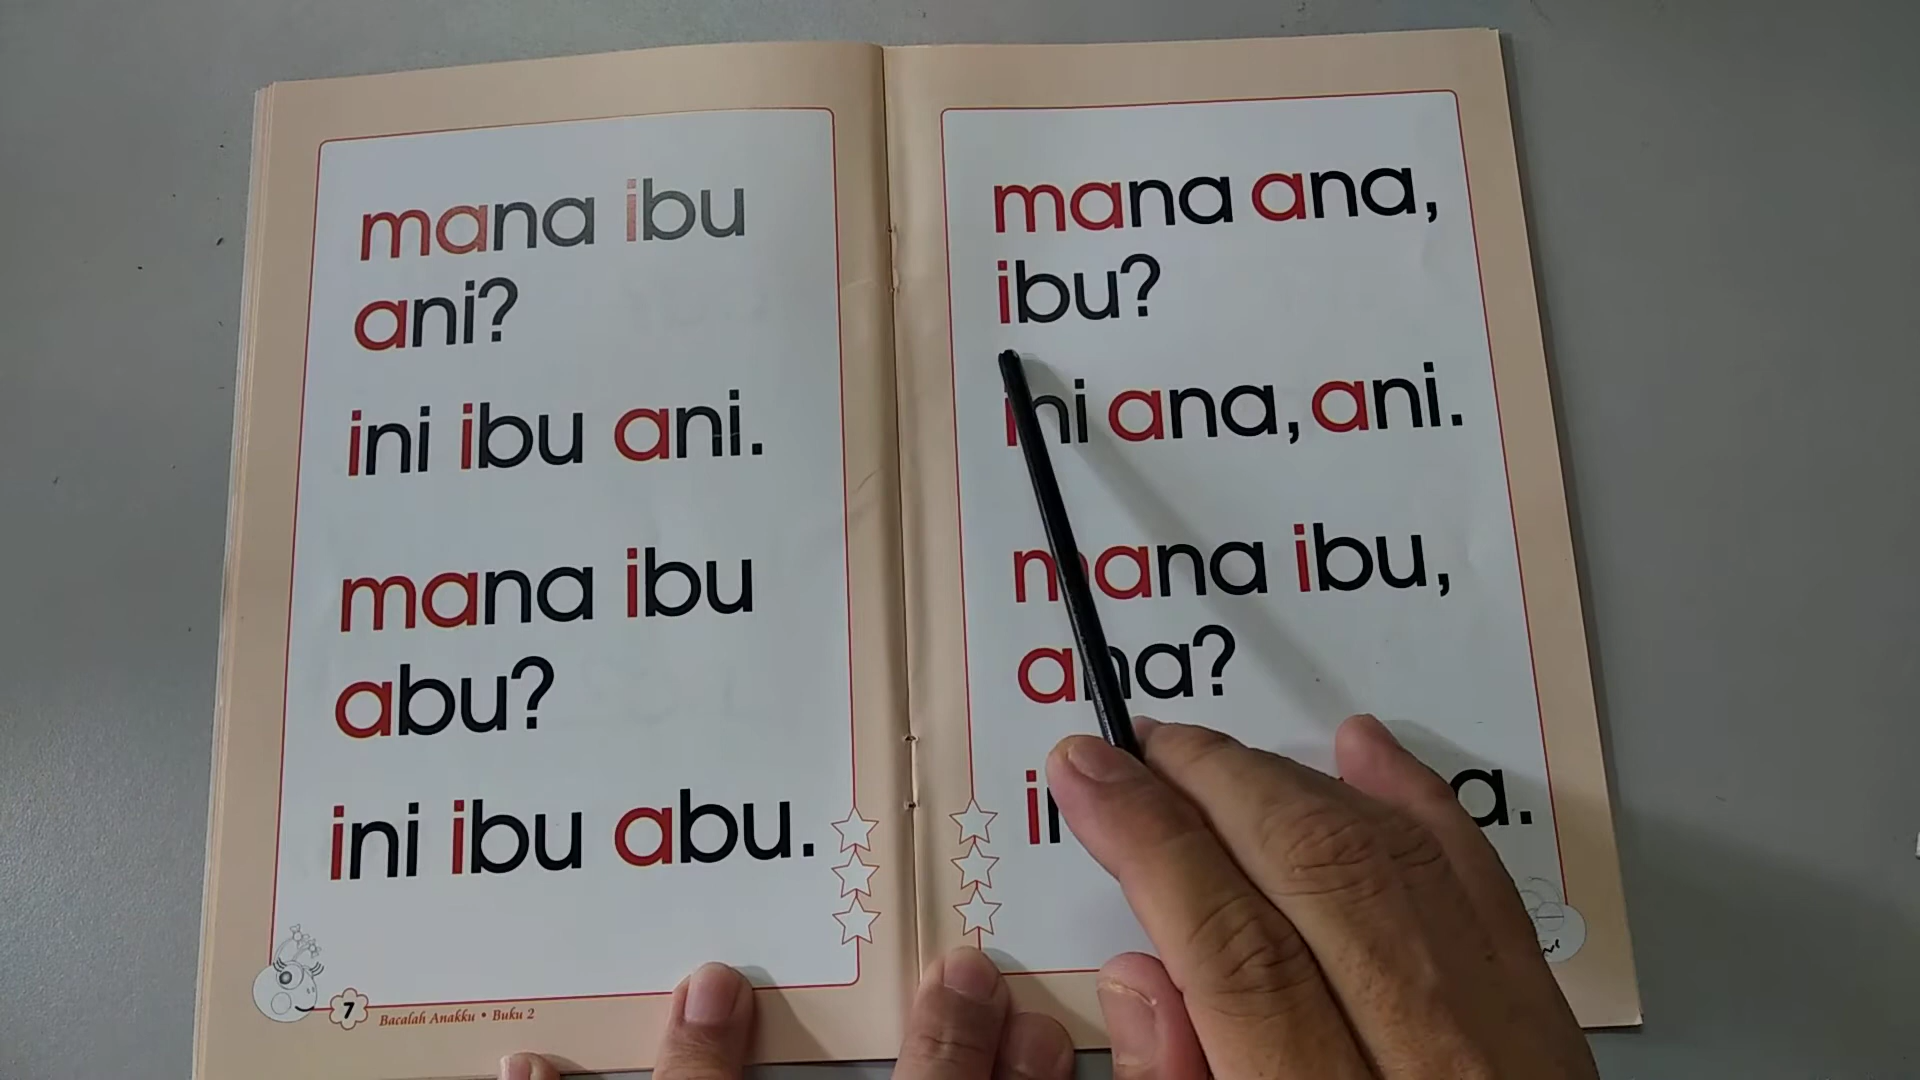 mana ibu
ani?
ini ibu ani.
mana ibu
abu?
ini ibu abu.
7
Bacalah Anakku • Buku 2
mana ana,
ibu?
ini ana, ani.
mana ibu,
ana?